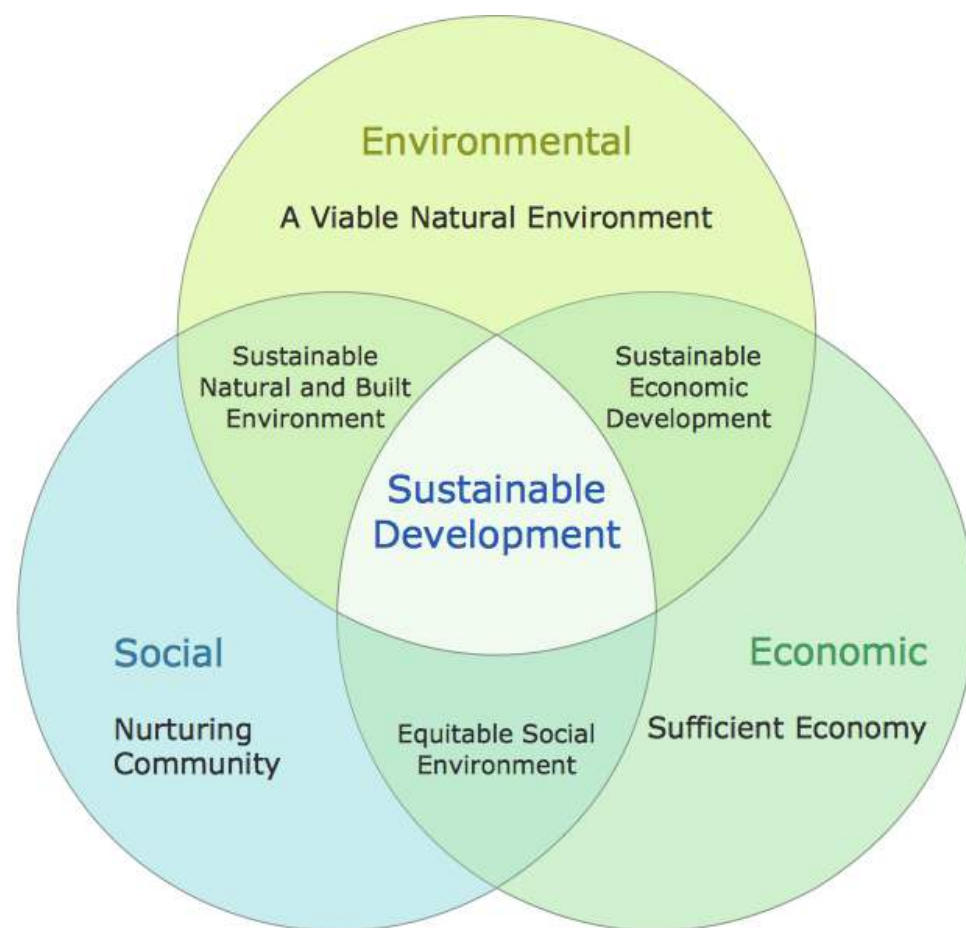 Environmental
A Viable Natural Environment
Sustainable
Natural and Built
Environment
Sustainable
Economic
Development
Sustainable
Development
Social
Nurturing
Community
Equitable Social
Environment
Economic
Sufficient Economy